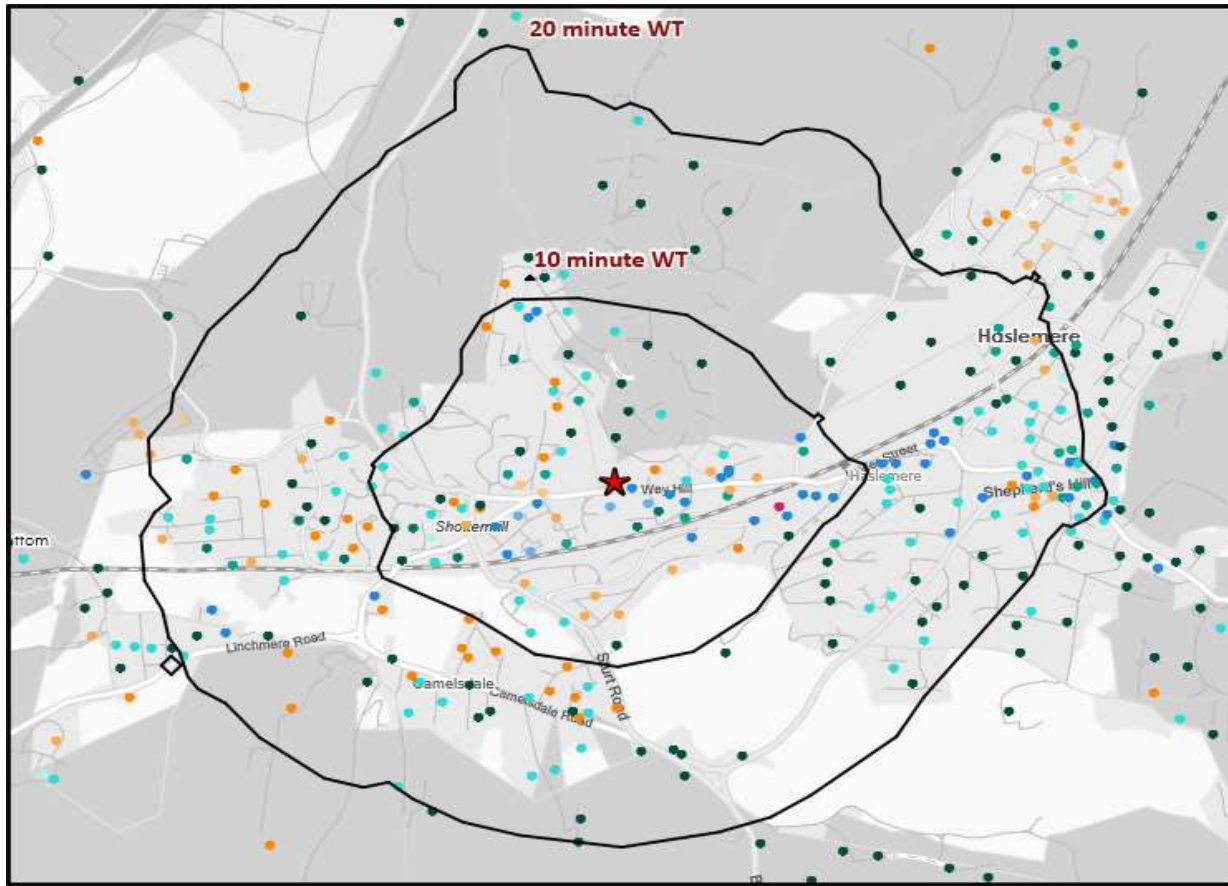 20 minute WT
10 minute WT
Haslemere
Street
Haslemere
Wey Hill
Shepherd's Hill
Shottermill
ttom
Linchmere Road
Camelsdale
Camelsdale Road
Sturt Road
B